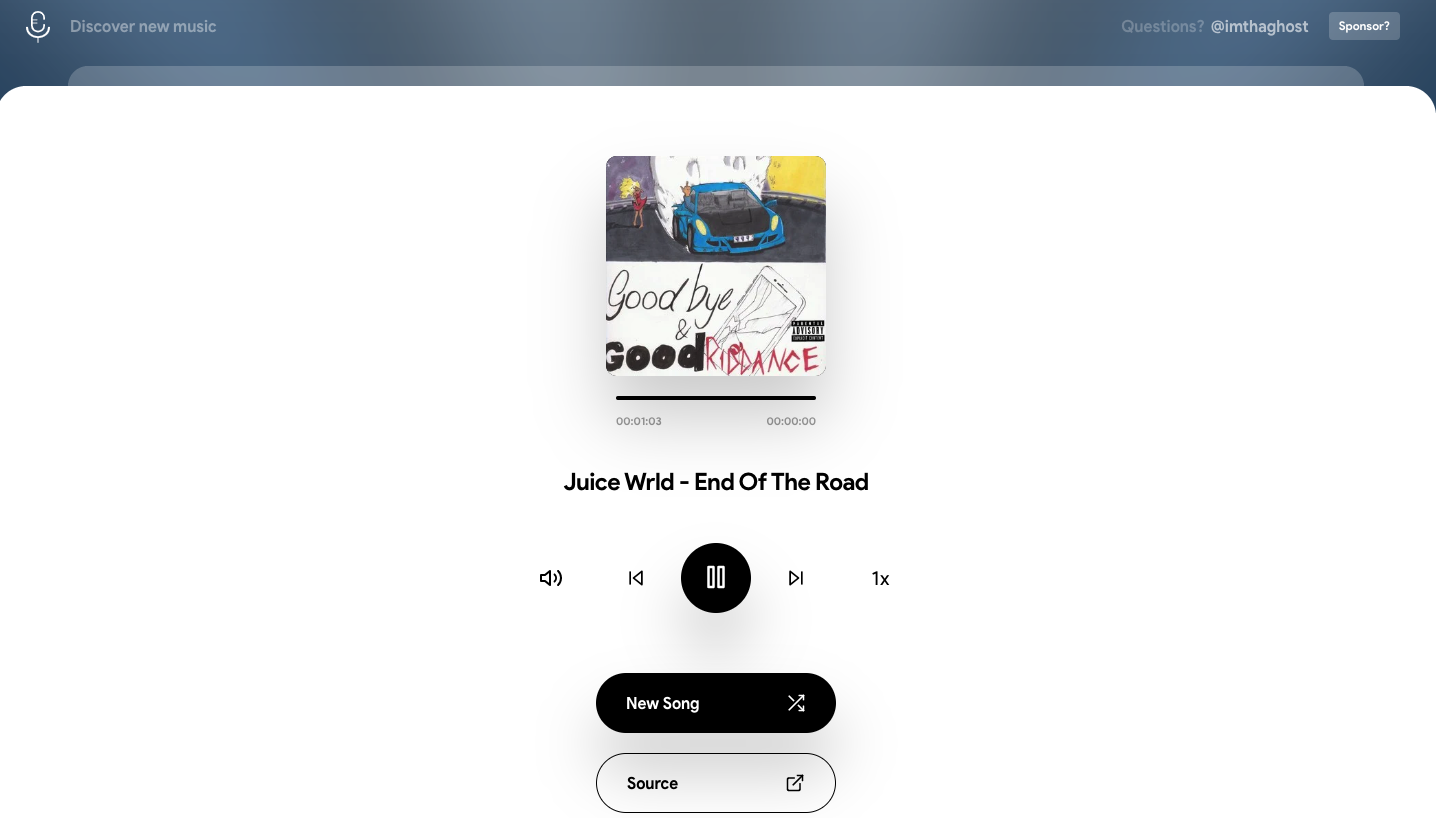 Discover new music
Questions? @imthaghost
Sponsor?
Good bye
&
Good RIDDANCE
PARENTAL
ADVISORY
EXPLICIT CONTENT
00:01:03
00:00:00
Juice Wrld - End Of The Road
1x
New Song
Source